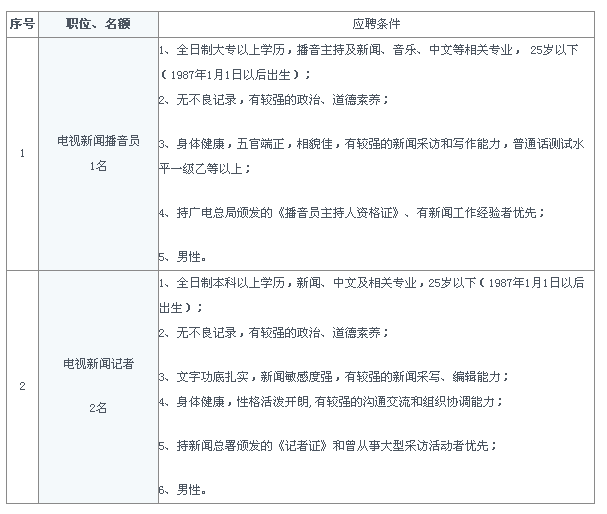 序号 职位、名额 应聘条件
1 电视新闻播音员
1名
1、全日制大专以上学历，播音主持及新闻、音乐、中文等相关专业， 25岁以下
（1987年1月1日以后出生）；
2、无不良记录，有较强的政治、道德素养；
3、身体健康，五官端正，相貌佳，有较强的新闻采访和写作能力，普通话测试水
平一级乙等以上；
4、持广电总局颁发的《播音员主持人资格证》、有新闻工作经验者优先；
5、男性。
2 电视新闻记者
2名
1、全日制本科以上学历，新闻、中文及相关专业，25岁以下（1987年1月1日以后
出生）；
2、无不良记录，有较强的政治、道德素养；
3、文字功底扎实，新闻敏感度强，有较强的新闻采写、编辑能力；
4、身体健康，性格活泼开明,有较强的沟通交流和组织协调能力；
5、持新闻总署颁发的《记者证》和曾从事大型采访活动者优先；
6、男性。